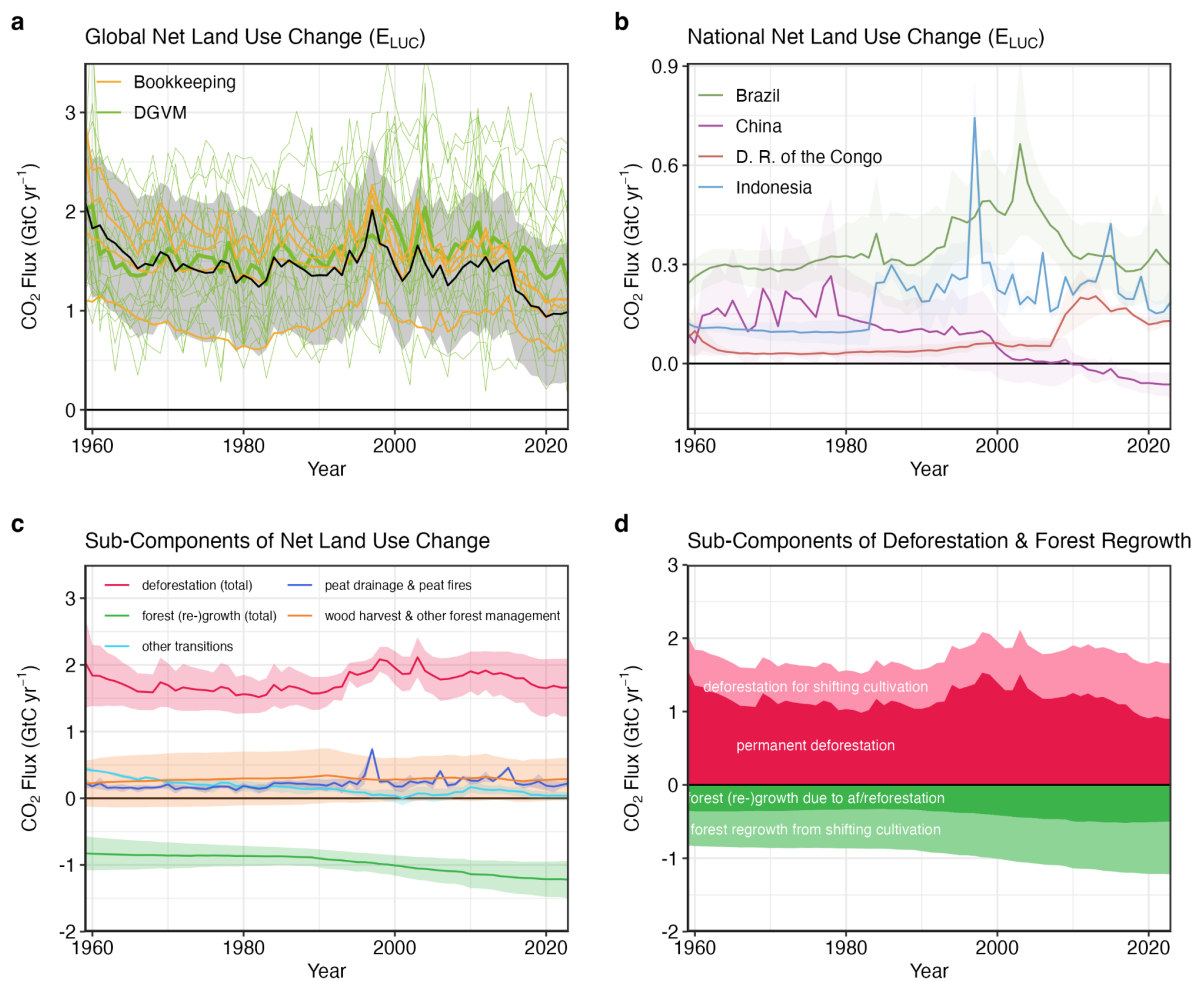 a
Global Net Land Use Change (ELUC)
Bookkeeping
DGVM
3
2
1
0
CO2 Flux (GtC yr−1)
1960
1980
2000
2020
Year
b
National Net Land Use Change (ELUC)
Brazil
China
D. R. of the Congo
Indonesia
0.9
0.6
0.3
0.0
CO2 Flux (GtC yr−1)
1960
1980
2000
2020
Year
c
Sub-Components of Net Land Use Change
deforestation (total)
peat drainage & peat fires
forest (re-)growth (total)
wood harvest & other forest management
other transitions
3
2
1
0
-1
-2
CO2 Flux (GtC yr−1)
1960
1980
2000
2020
Year
d
Sub-Components of Deforestation & Forest Regrowth
3
2
1
0
-1
-2
CO2 Flux (GtC yr−1)
deforestation for shifting cultivation
permanent deforestation
forest (re-)growth due to af/reforestation
forest regrowth from shifting cultivation
1960
1980
2000
2020
Year